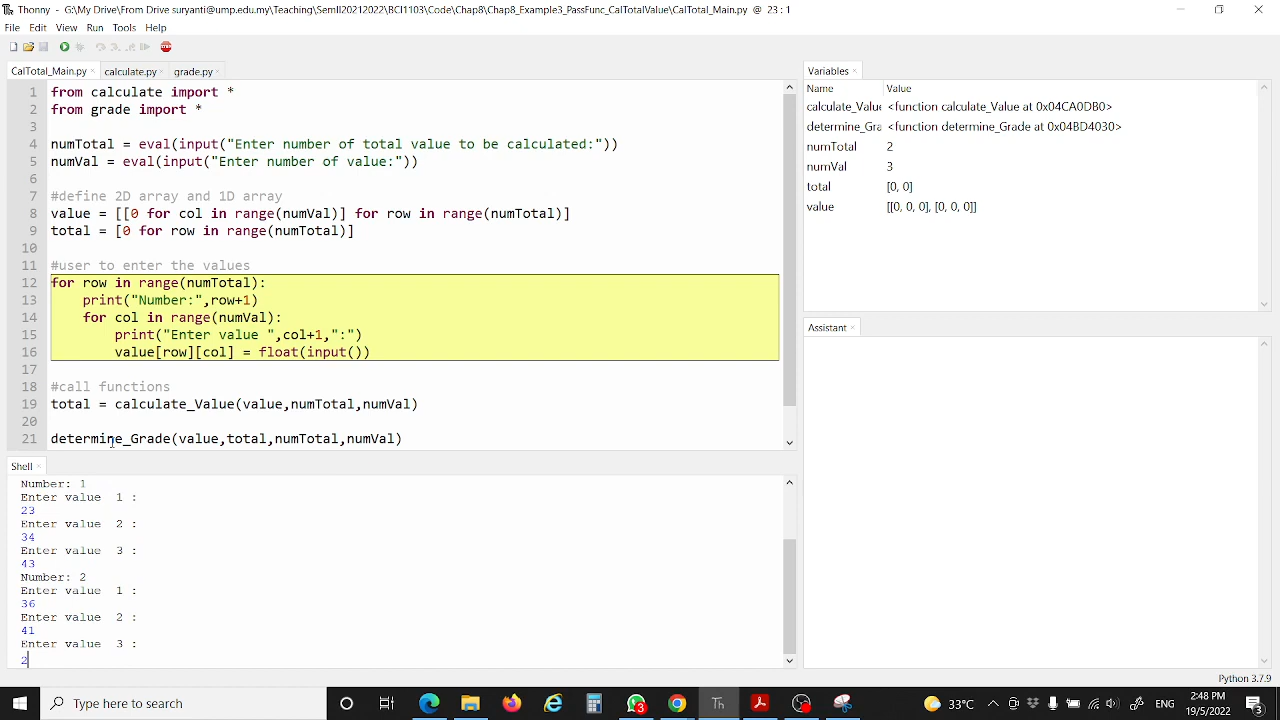 Thonny - G:\My Drive\From Drive suryanti@ump.edu.my\Teaching\SemII20212022\BCI1103\Code\Chap8\Chap8_Example3_PassFunc_CalTotalValue\CalTotal_Main.py @ 23 : 1
File Edit View Run Tools Help
CalTotal_Main.py calculate.py grade.py
1 from calculate import *
2 from grade import *
3
4 numTotal = eval(input("Enter number of total value to be calculated:"))
5 numVal = eval(input("Enter number of value:"))
6
7 #define 2D array and 1D array
8 value = [[0 for col in range(numVal)] for row in range(numTotal)]
9 total = [0 for row in range(numTotal)]
10
11 #user to enter the values
12 for row in range(numTotal):
13     print("Number:",row+1)
14     for col in range(numVal):
15         print("Enter value ",col+1,":")
16         value[row][col] = float(input())
17
18 #call functions
19 total = calculate_Value(value,numTotal,numVal)
20
21 determine_Grade(value,total,numTotal,numVal)
Shell
Number: 1
Enter value  1 :
23
Enter value  2 :
34
Enter value  3 :
43
Number: 2
Enter value  1 :
36
Enter value  2 :
41
Enter value  3 :
2
Variables
Name Value
calculate_Value <function calculate_Value at 0x04CA0DB0>
determine_Gra <function determine_Grade at 0x04BD4030>
numTotal 2
numVal 3
total [0, 0]
value [[0, 0, 0], [0, 0, 0]]
Assistant
Python 3.7.9
Type here to search
3
Th
33°C
ENG
2:48 PM
19/5/2022
3